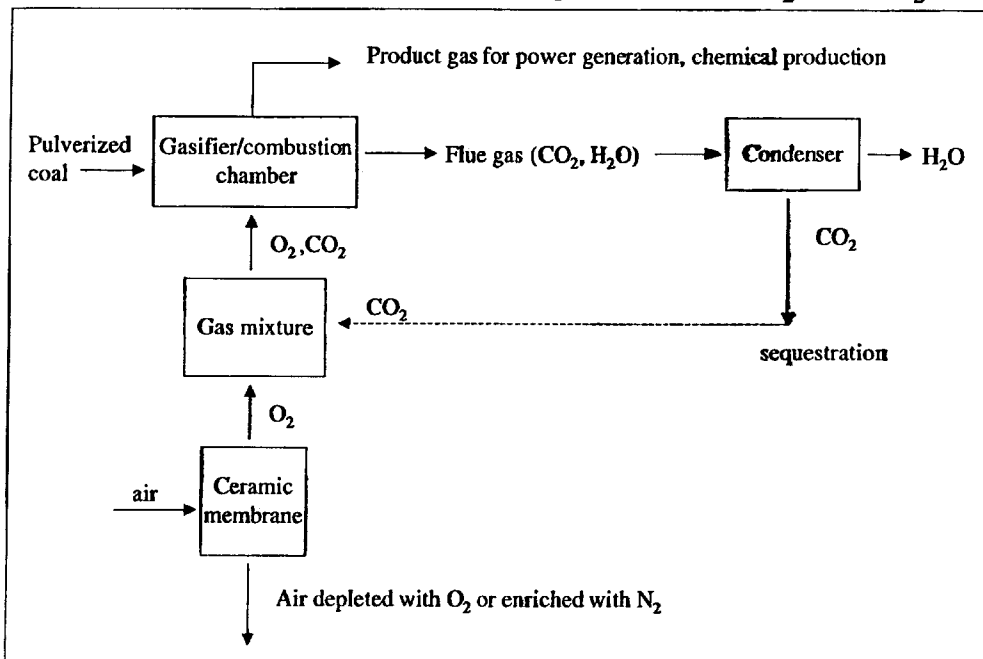 Product gas for power generation, chemical production
Pulverized
coal
Gasifier/combustion
chamber
Flue gas (CO₂, H₂O)
Condenser
H₂O
O₂,CO₂
CO₂
Gas mixture
CO₂
sequestration
O₂
air
Ceramic
membrane
Air depleted with O₂ or enriched with N₂